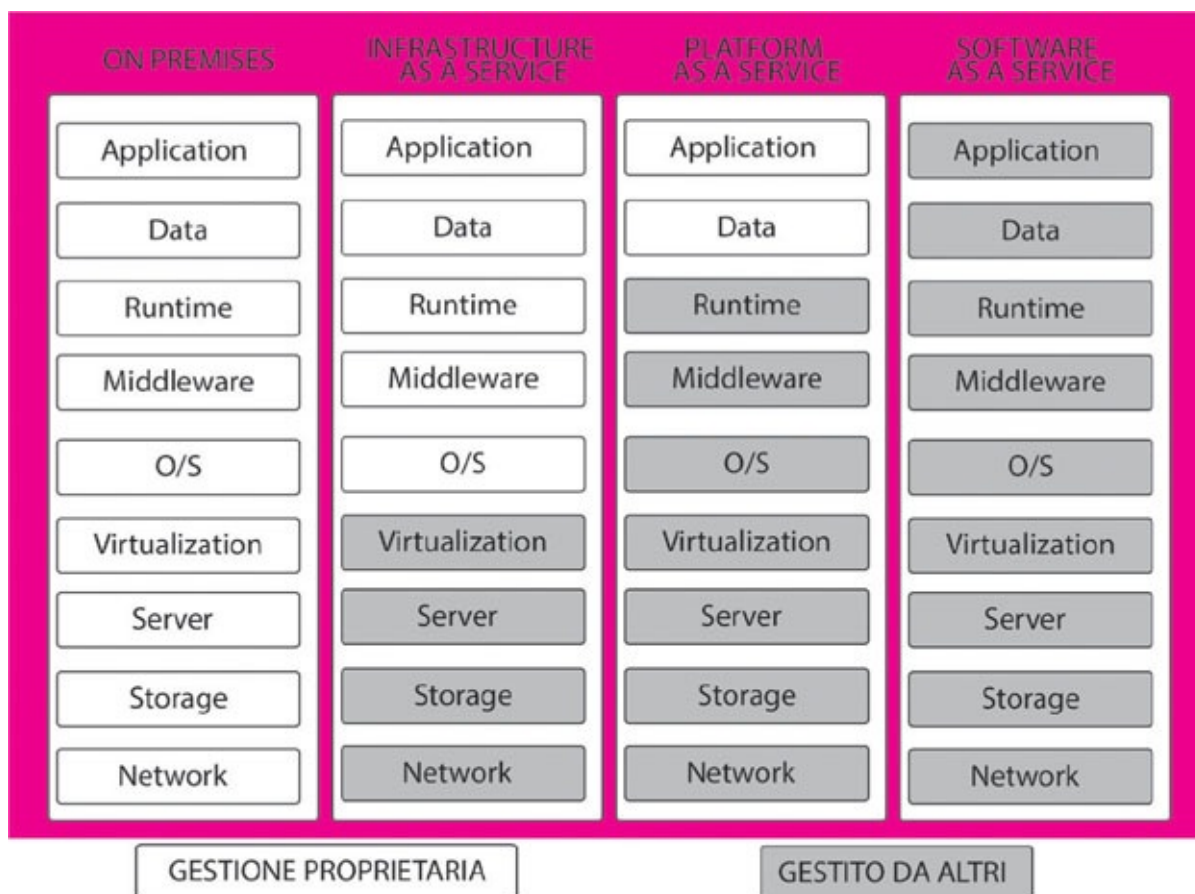 ON PREMISES
INFRASTRUCTURE
AS A SERVICE
PLATFORM
AS A SERVICE
SOFTWARE
AS A SERVICE
Application
Application
Application
Application
Data
Data
Data
Data
Runtime
Runtime
Runtime
Runtime
Middleware
Middleware
Middleware
Middleware
O/S
O/S
O/S
O/S
Virtualization
Virtualization
Virtualization
Virtualization
Server
Server
Server
Server
Storage
Storage
Storage
Storage
Network
Network
Network
Network
GESTIONE PROPRIETARIA
GESTITO DA ALTRI